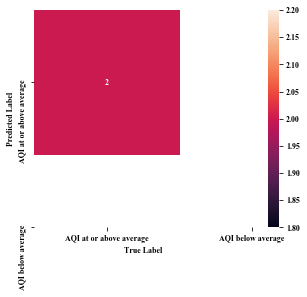 Predicted Label
AQI at or above average
AQI below average
2
2.20
2.15
2.10
2.05
2.00
1.95
1.90
1.85
1.80
AQI at or above average
AQI below average
True Label